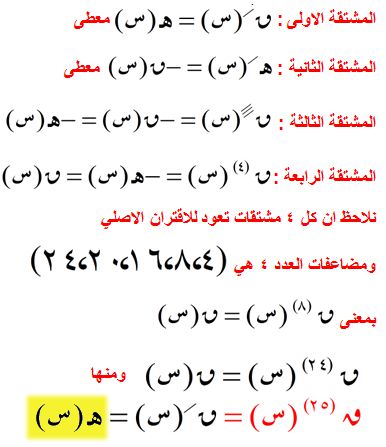 المشتقة الاولى : ق′(س) = هـ(س) معطى
المشتقة الثانية : هـ′(س) = −ق(س) معطى
المشتقة الثالثة : ق′′′(س) = −ق′(س) = −هـ(س)
المشتقة الرابعة : ق(٤)(س) = −هـ′(س) = ق(س)
نلاحظ ان كل ٤ مشتقات تعود للاقتران الاصلي
ومضاعفات العدد ٤ هي (٢٤،٢٠،١٦،٨،٤)
بمعنى ق(٨)(س) = ق(س)
ق(٢٤)(س) = ق(س) ومنها
ق(٢٥)(س) = ق′(س) = هـ(س)